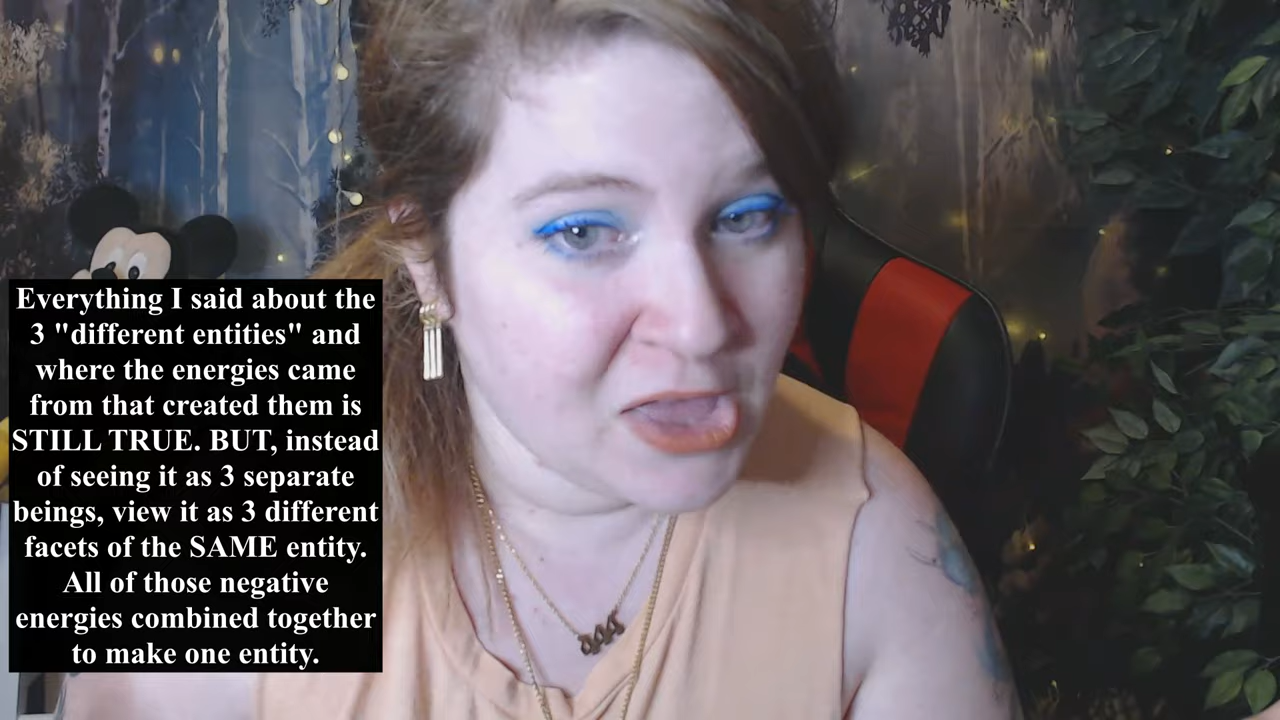 Everything I said about the
3 "different entities" and
where the energies came
from that created them is
STILL TRUE. BUT, instead
of seeing it as 3 separate
beings, view it as 3 different
facets of the SAME entity.
All of those negative
energies combined together
to make one entity.
444